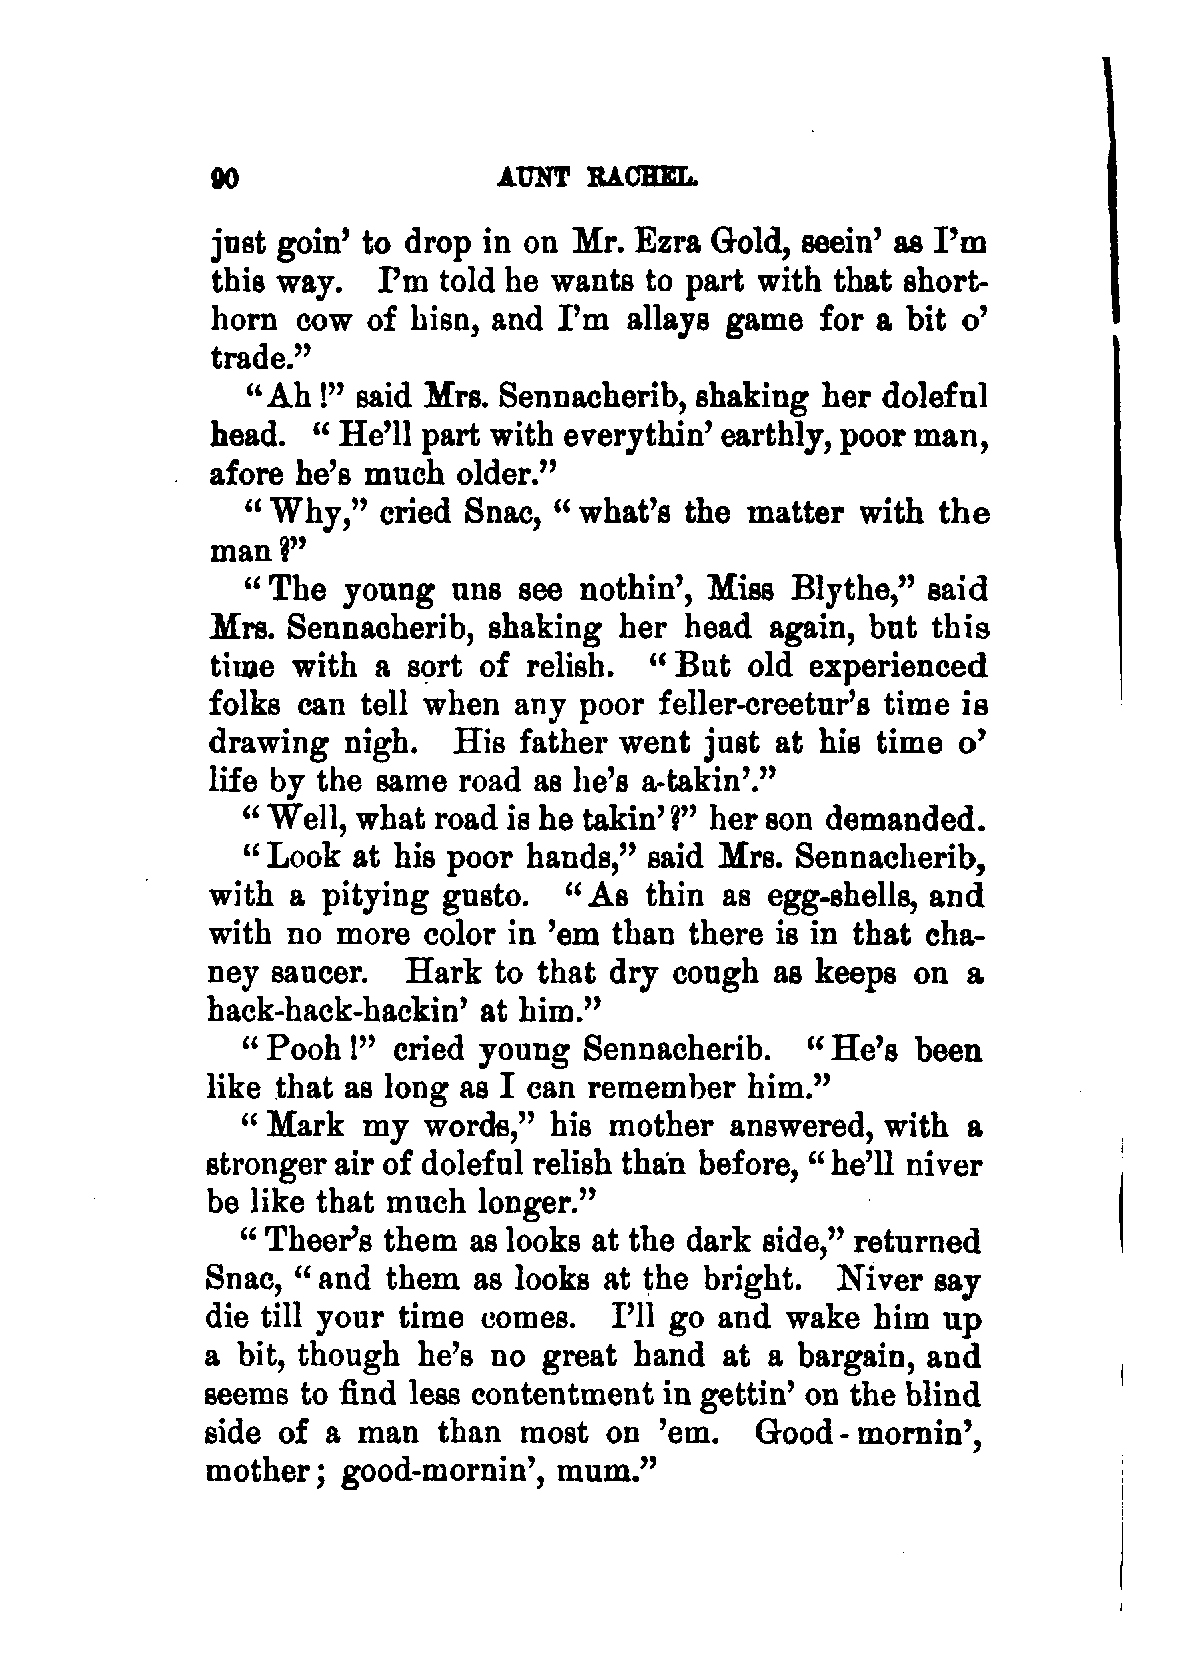 90 AUNT RACHEL.
just goin' to drop in on Mr. Ezra Gold, seein' as I'm
this way. I'm told he wants to part with that short-
horn cow of hisn, and I'm allays game for a bit o'
trade."
"Ah!" said Mrs. Sennacherib, shaking her doleful
head. "He'll part with everythin' earthly, poor man,
afore he's much older."
"Why," cried Snac, "what's the matter with the
man?"
"The young uns see nothin', Miss Blythe," said
Mrs. Sennacherib, shaking her head again, but this
time with a sort of relish. "But old experienced
folks can tell when any poor feller-creetur's time is
drawing nigh. His father went just at his time o'
life by the same road as he's a-takin'."
"Well, what road is he takin'?" her son demanded.
"Look at his poor hands," said Mrs. Sennacherib,
with a pitying gusto. "As thin as egg-shells, and
with no more color in 'em than there is in that cha-
ney saucer. Hark to that dry cough as keeps on a
hack-hack-hackin' at him."
"Pooh!" cried young Sennacherib. "He's been
like that as long as I can remember him."
"Mark my words," his mother answered, with a
stronger air of doleful relish than before, "he'll niver
be like that much longer."
"Theer's them as looks at the dark side," returned
Snac, "and them as looks at the bright. Niver say
die till your time comes. I'll go and wake him up
a bit, though he's no great hand at a bargain, and
seems to find less contentment in gettin' on the blind
side of a man than most on 'em. Good-mornin',
mother; good-mornin', mum."